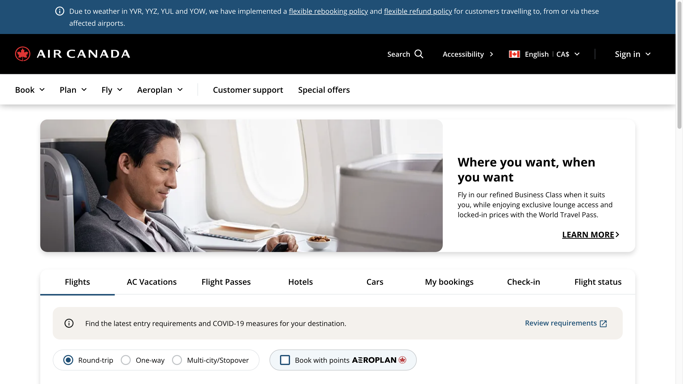 Due to weather in YVR, YYZ, YUL and YOW, we have implemented a flexible rebooking policy and flexible refund policy for customers travelling to, from or via these
affected airports.
AIR CANADA
Search
Accessibility
English
CA$
Sign in
Book
Plan
Fly
Aeroplan
Customer support
Special offers
Where you want, when
you want
Fly in our refined Business Class when it suits
you, while enjoying exclusive lounge access and
locked-in prices with the World Travel Pass.
LEARN MORE
Flights
AC Vacations
Flight Passes
Hotels
Cars
My bookings
Check-in
Flight status
Find the latest entry requirements and COVID-19 measures for your destination.
Review requirements
Round-trip
One-way
Multi-city/Stopover
Book with points AEROPLAN